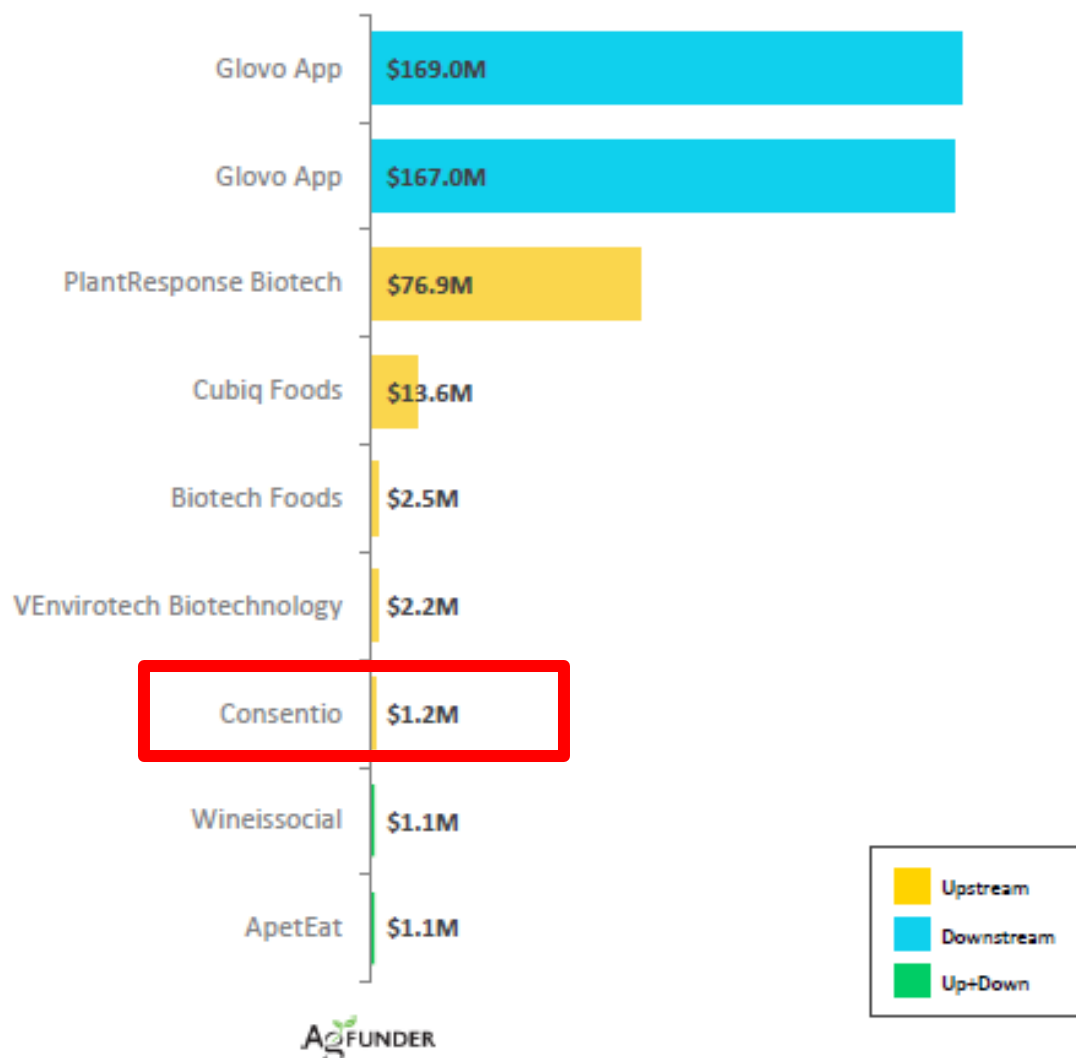 Glovo App $169.0M
Glovo App $167.0M
PlantResponse Biotech $76.9M
Cubiq Foods $13.6M
Biotech Foods $2.5M
VEnvirotech Biotechnology $2.2M
Consentio $1.2M
Wineissocial $1.1M
ApetEat $1.1M
Upstream
Downstream
Up+Down
AgFUNDER